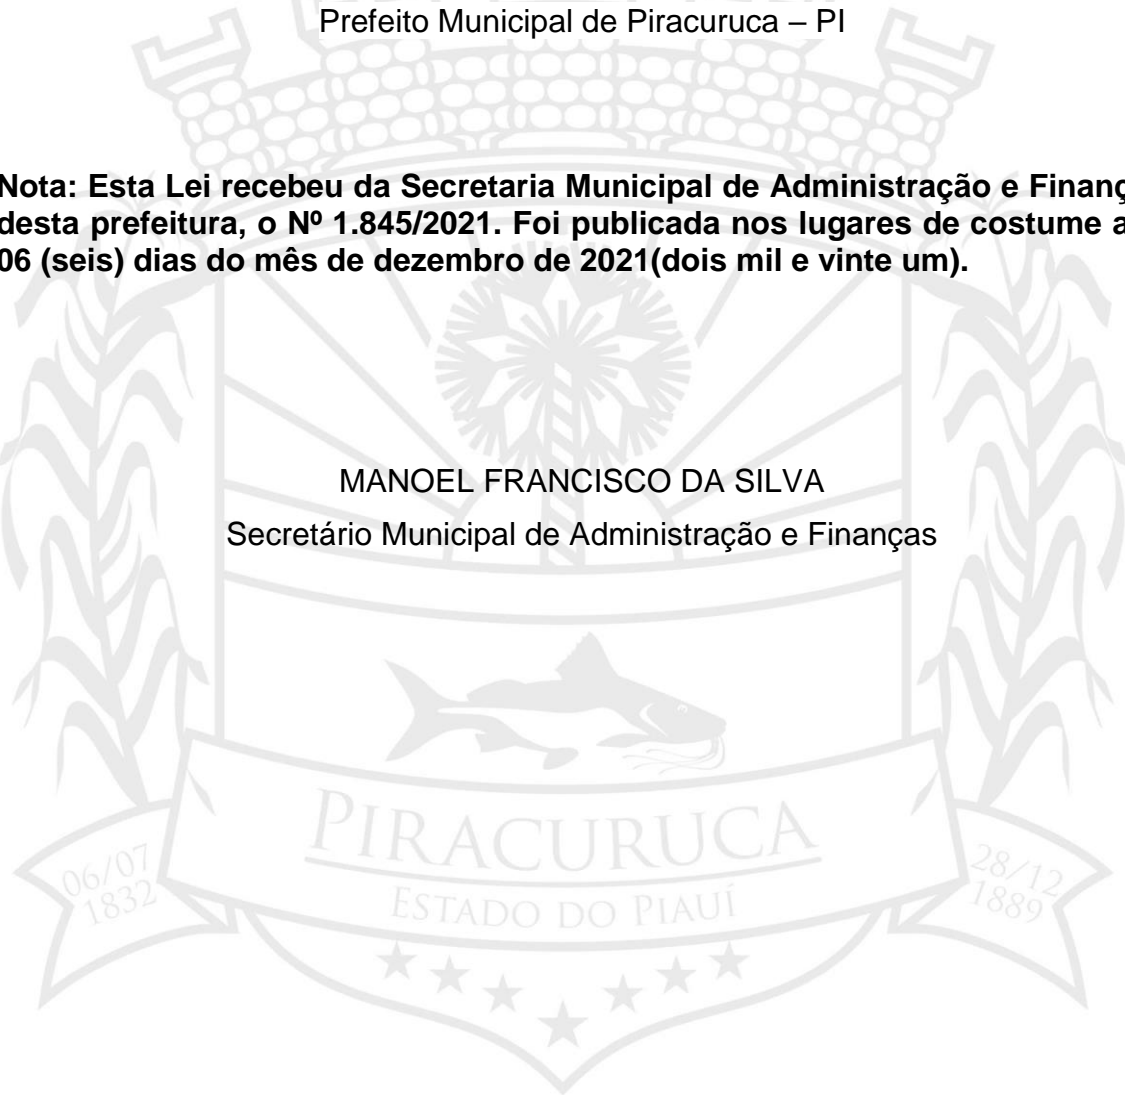 Prefeito Municipal de Piracuruca – PI
Nota: Esta Lei recebeu da Secretaria Municipal de Administração e Finanç
desta prefeitura, o Nº 1.845/2021. Foi publicada nos lugares de costume a
06 (seis) dias do mês de dezembro de 2021(dois mil e vinte um).
MANOEL FRANCISCO DA SILVA
Secretário Municipal de Administração e Finanças
PIRACURUCA
06/07
1832
28/12
1889
ESTADO DO PIAUÍ